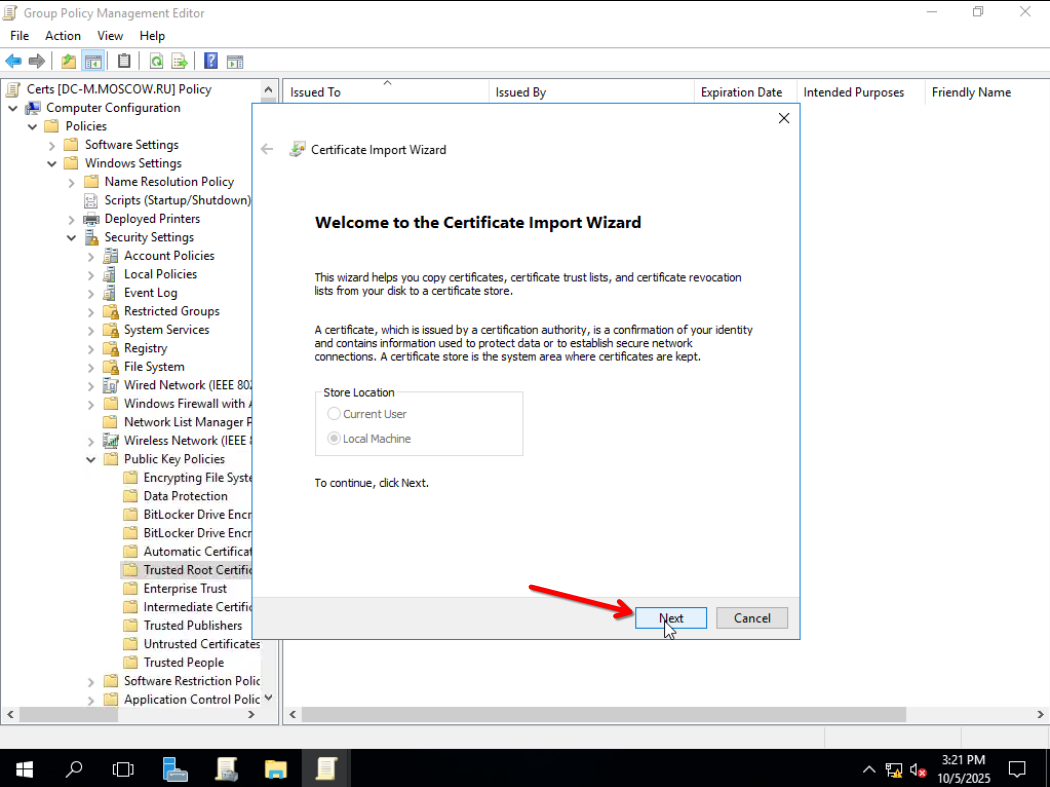 Group Policy Management Editor
File Action View Help
Certs [DC-M.MOSCOW.RU] Policy
Computer Configuration
Policies
Software Settings
Windows Settings
Name Resolution Policy
Scripts (Startup/Shutdown)
Deployed Printers
Security Settings
Account Policies
Local Policies
Event Log
Restricted Groups
System Services
Registry
File System
Wired Network (IEEE 802
Windows Firewall with A
Network List Manager P
Wireless Network (IEEE 8
Public Key Policies
Encrypting File Syste
Data Protection
BitLocker Drive Encr
BitLocker Drive Encr
Automatic Certificat
Trusted Root Certific
Enterprise Trust
Intermediate Certific
Trusted Publishers
Untrusted Certificates
Trusted People
Software Restriction Polic
Application Control Polic
Issued To Issued By Expiration Date Intended Purposes Friendly Name
Certificate Import Wizard
Welcome to the Certificate Import Wizard
This wizard helps you copy certificates, certificate trust lists, and certificate revocation
lists from your disk to a certificate store.
A certificate, which is issued by a certification authority, is a confirmation of your identity
and contains information used to protect data or to establish secure network
connections. A certificate store is the system area where certificates are kept.
Store Location
Current User
Local Machine
To continue, click Next.
Next Cancel
3:21 PM
10/5/2025